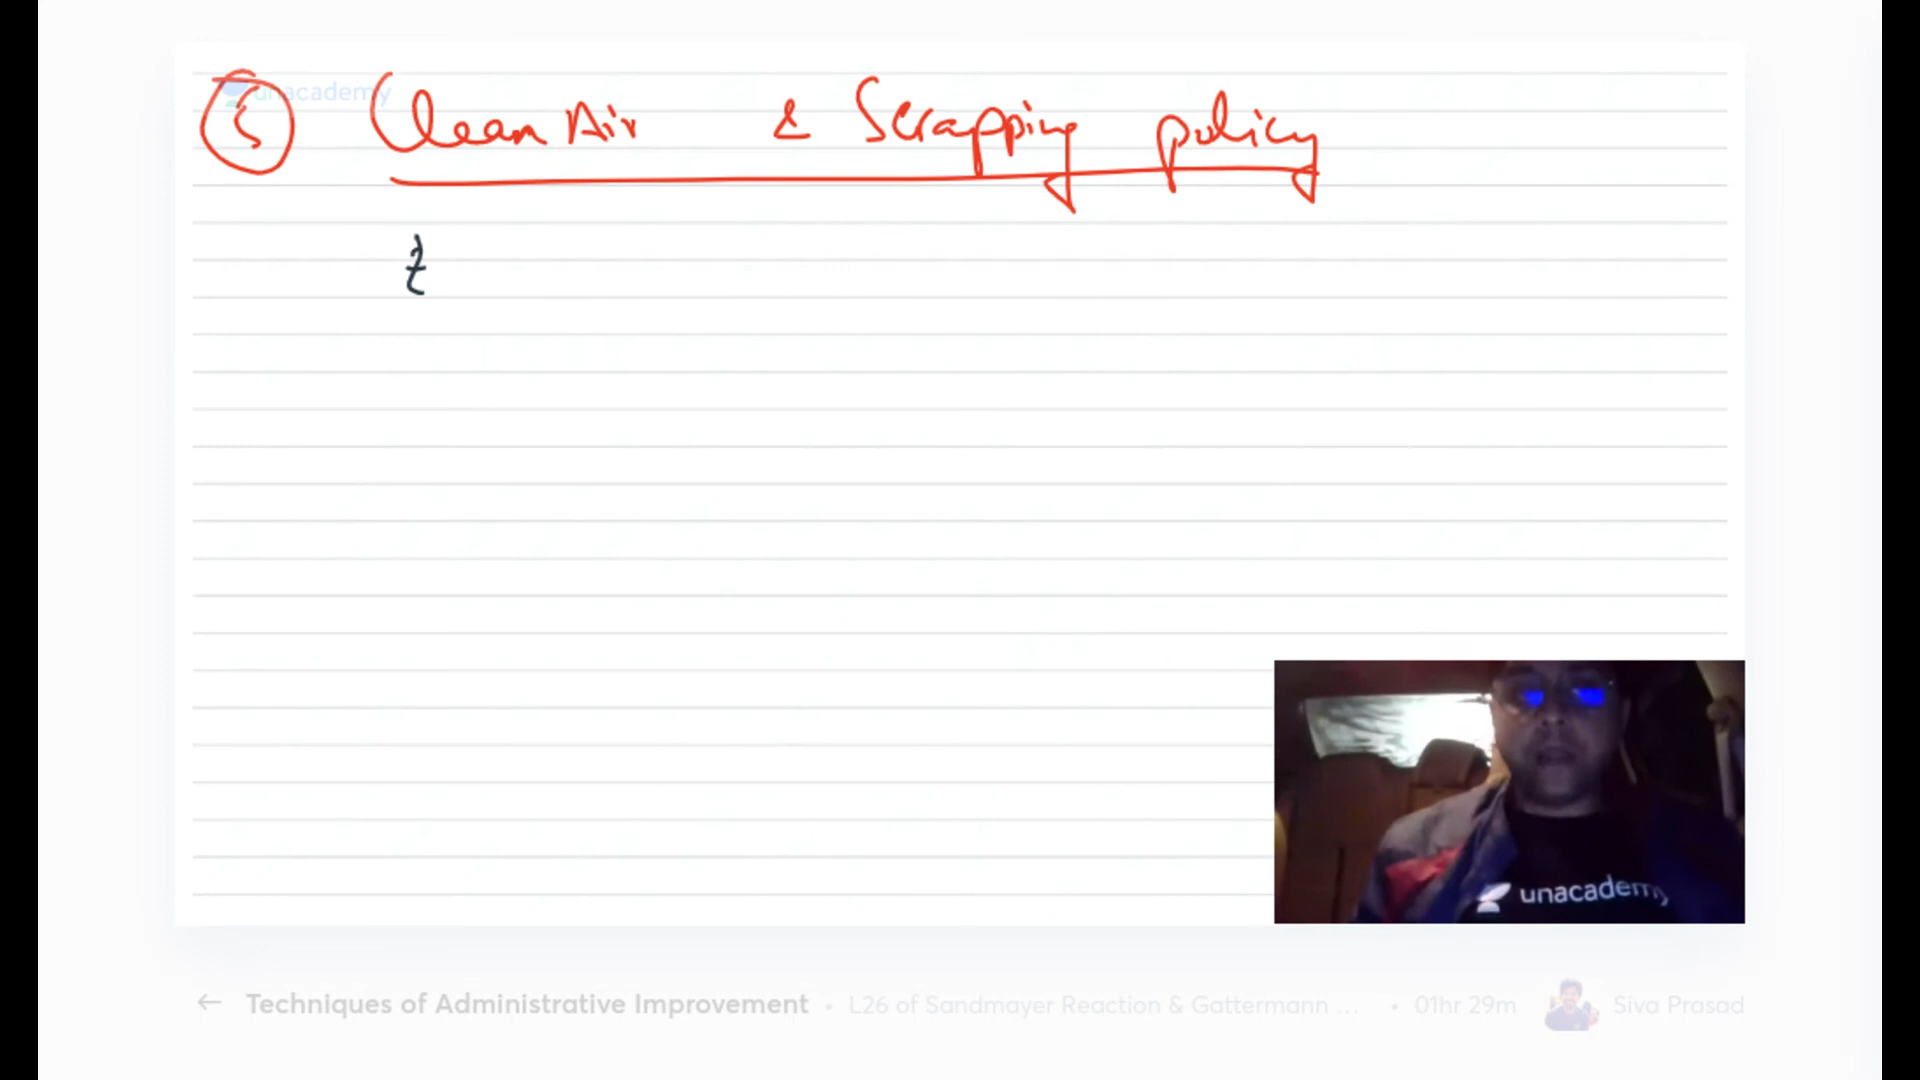 unacademy
5 Clean Air & Scrapping policy
unacademy
Techniques of Administrative Improvement • L26 of Sandmayer Reaction & Gattermann ... • 01hr 29m Siva Prasad